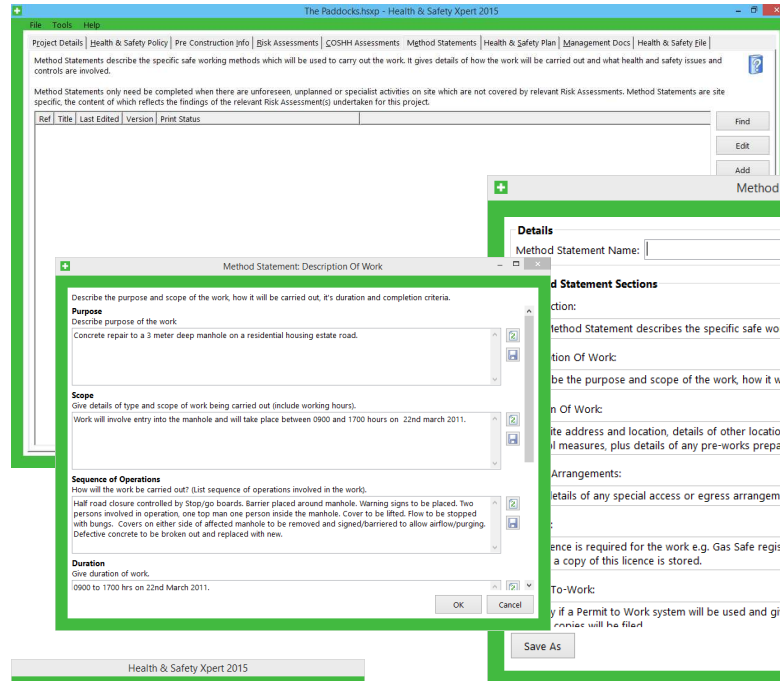 The Paddocks.hsxp - Health & Safety Xpert 2015
File Tools Help
Project Details Health & Safety Policy Pre Construction Info Risk Assessments COSHH Assessments Method Statements Health & Safety Plan Management Docs Health & Safety File
Method Statements describe the specific safe working methods which will be used to carry out the work. It gives details of how the work will be carried out and what health and safety issues and
controls are involved.
Method Statements only need be completed when there are unforeseen, unplanned or specialist activities on site which are not covered by relevant Risk Assessments. Method Statements are site
specific, the content of which reflects the findings of the relevant Risk Assessment(s) undertaken for this project.
Ref Title Last Edited Version Print Status
Find
Edit
Add
Method Statement: Description Of Work
Describe the purpose and scope of the work, how it will be carried out, it's duration and completion criteria.
Purpose
Describe purpose of the work
Concrete repair to a 3 meter deep manhole on a residential housing estate road.
Scope
Give details of type and scope of work being carried out (include working hours).
Work will involve entry into the manhole and will take place between 0900 and 1700 hours on 22nd march 2011.
Sequence of Operations
How will the work be carried out? (List sequence of operations involved in the work).
Half road closure controlled by Stop/go boards. Barrier placed around manhole. Warning signs to be placed. Two
persons involved in operation, one top man one person inside the manhole. Cover to be lifted. Flow to be stopped
with bungs. Covers on either side of affected manhole to be removed and signed/barriered to allow airflow/purging.
Defective concrete to be broken out and replaced with new.
Duration
Give duration of work.
0900 to 1700 hrs on 22nd March 2011.
OK Cancel
Method
Details
Method Statement Name:
d Statement Sections
ction:
Method Statement describes the specific safe wo
tion Of Work:
be the purpose and scope of the work, how it w
n Of Work:
ite address and location, details of other locatio
ol measures, plus details of any pre-works prepa
Arrangements:
details of any special access or egress arrangem
:
ence is required for the work e.g. Gas Safe regis
a copy of this licence is stored.
To-Work:
y if a Permit to Work system will be used and gi
copies will be filed
Save As
Health & Safety Xpert 2015